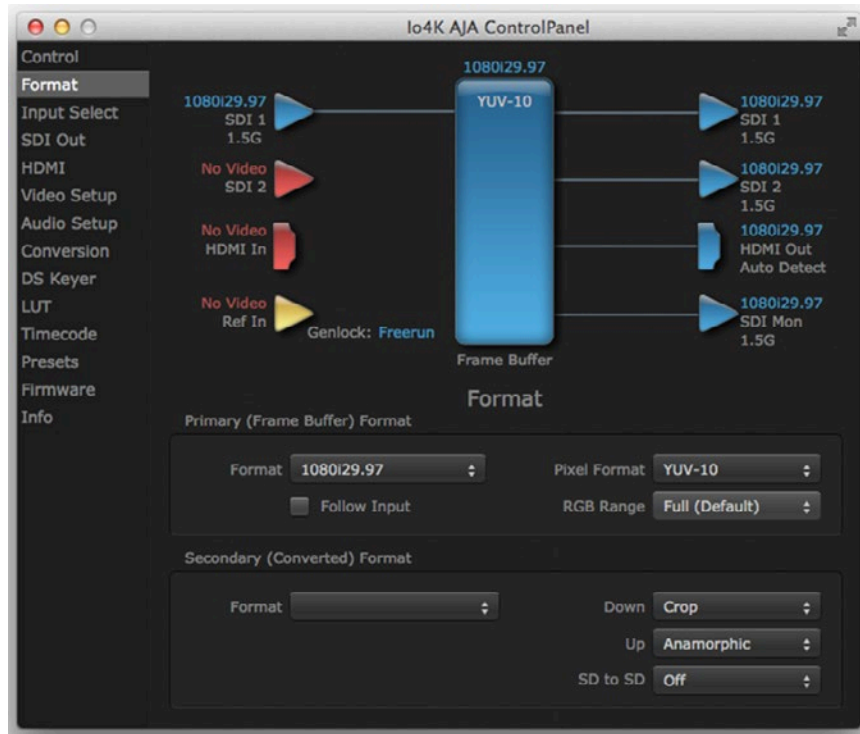 Io4K AJA ControlPanel
Control
Format
Input Select
SDI Out
HDMI
Video Setup
Audio Setup
Conversion
DS Keyer
LUT
Timecode
Presets
Firmware
Info
1080i29.97
YUV-10
1080i29.97
SDI 1
1.5G
No Video
SDI 2
No Video
HDMI In
No Video
Ref In
Genlock: Freerun
Frame Buffer
1080i29.97
SDI 1
1.5G
1080i29.97
SDI 2
1.5G
1080i29.97
HDMI Out
Auto Detect
1080i29.97
SDI Mon
1.5G
Format
Primary (Frame Buffer) Format
Format 1080i29.97
Pixel Format YUV-10
Follow Input
RGB Range Full (Default)
Secondary (Converted) Format
Format
Down Crop
Up Anamorphic
SD to SD Off